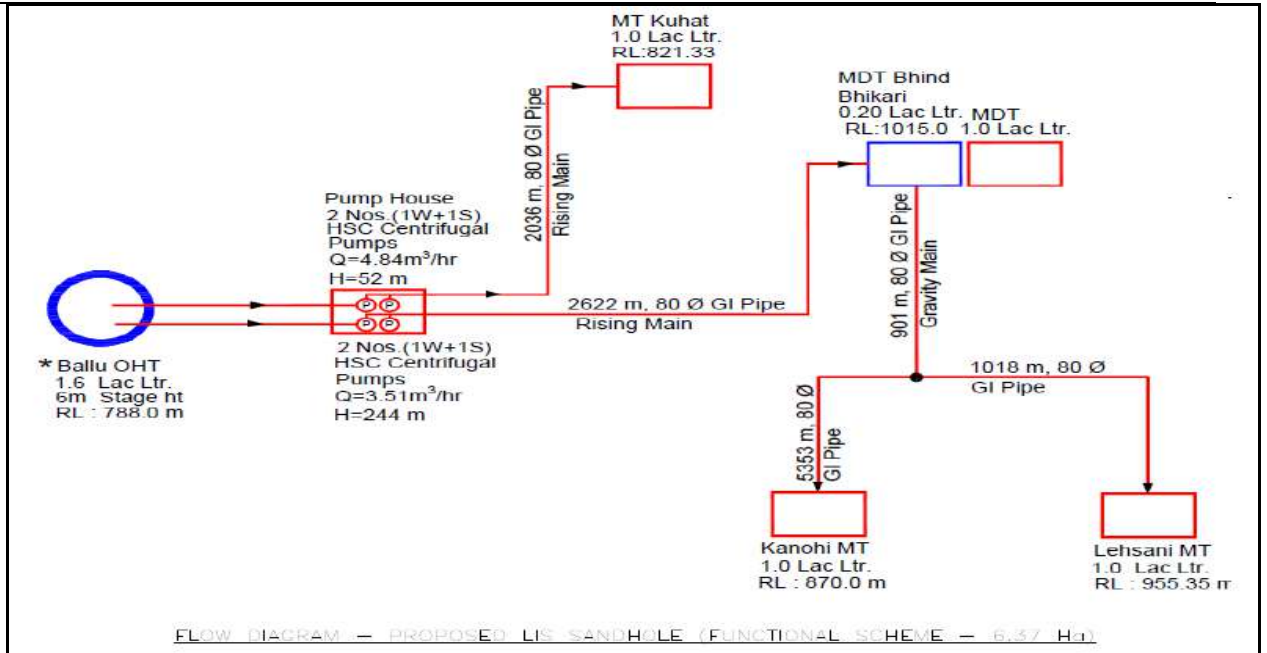 MT Kuhat
1.0 Lac Ltr.
RL:821.33
MDT Bhind
Bhikari
0.20 Lac Ltr.
RL:1015.0
MDT
1.0 Lac Ltr.
2036 m, 80 Ø GI Pipe
Rising Main
Pump House
2 Nos.(1W+1S)
HSC Centrifugal
Pumps
Q=4.84m³/hr
H=52 m
P P
P P
2622 m, 80 Ø GI Pipe
Rising Main
901 m, 80 Ø GI Pipe
Gravity Main
* Ballu OHT
1.6 Lac Ltr.
6m Stage ht
RL : 788.0 m
2 Nos.(1W+1S)
HSC Centrifugal
Pumps
Q=3.51m³/hr
H=244 m
1018 m, 80 Ø
GI Pipe
5353 m, 80 Ø
GI Pipe
Kanohi MT
1.0 Lac Ltr.
RL : 870.0 m
Lehsani MT
1.0 Lac Ltr.
RL : 955.35 m
FLOW DIAGRAM – PROPOSED LIS SANDHOLE (FUNCTIONAL SCHEME – 6.37 Ha)